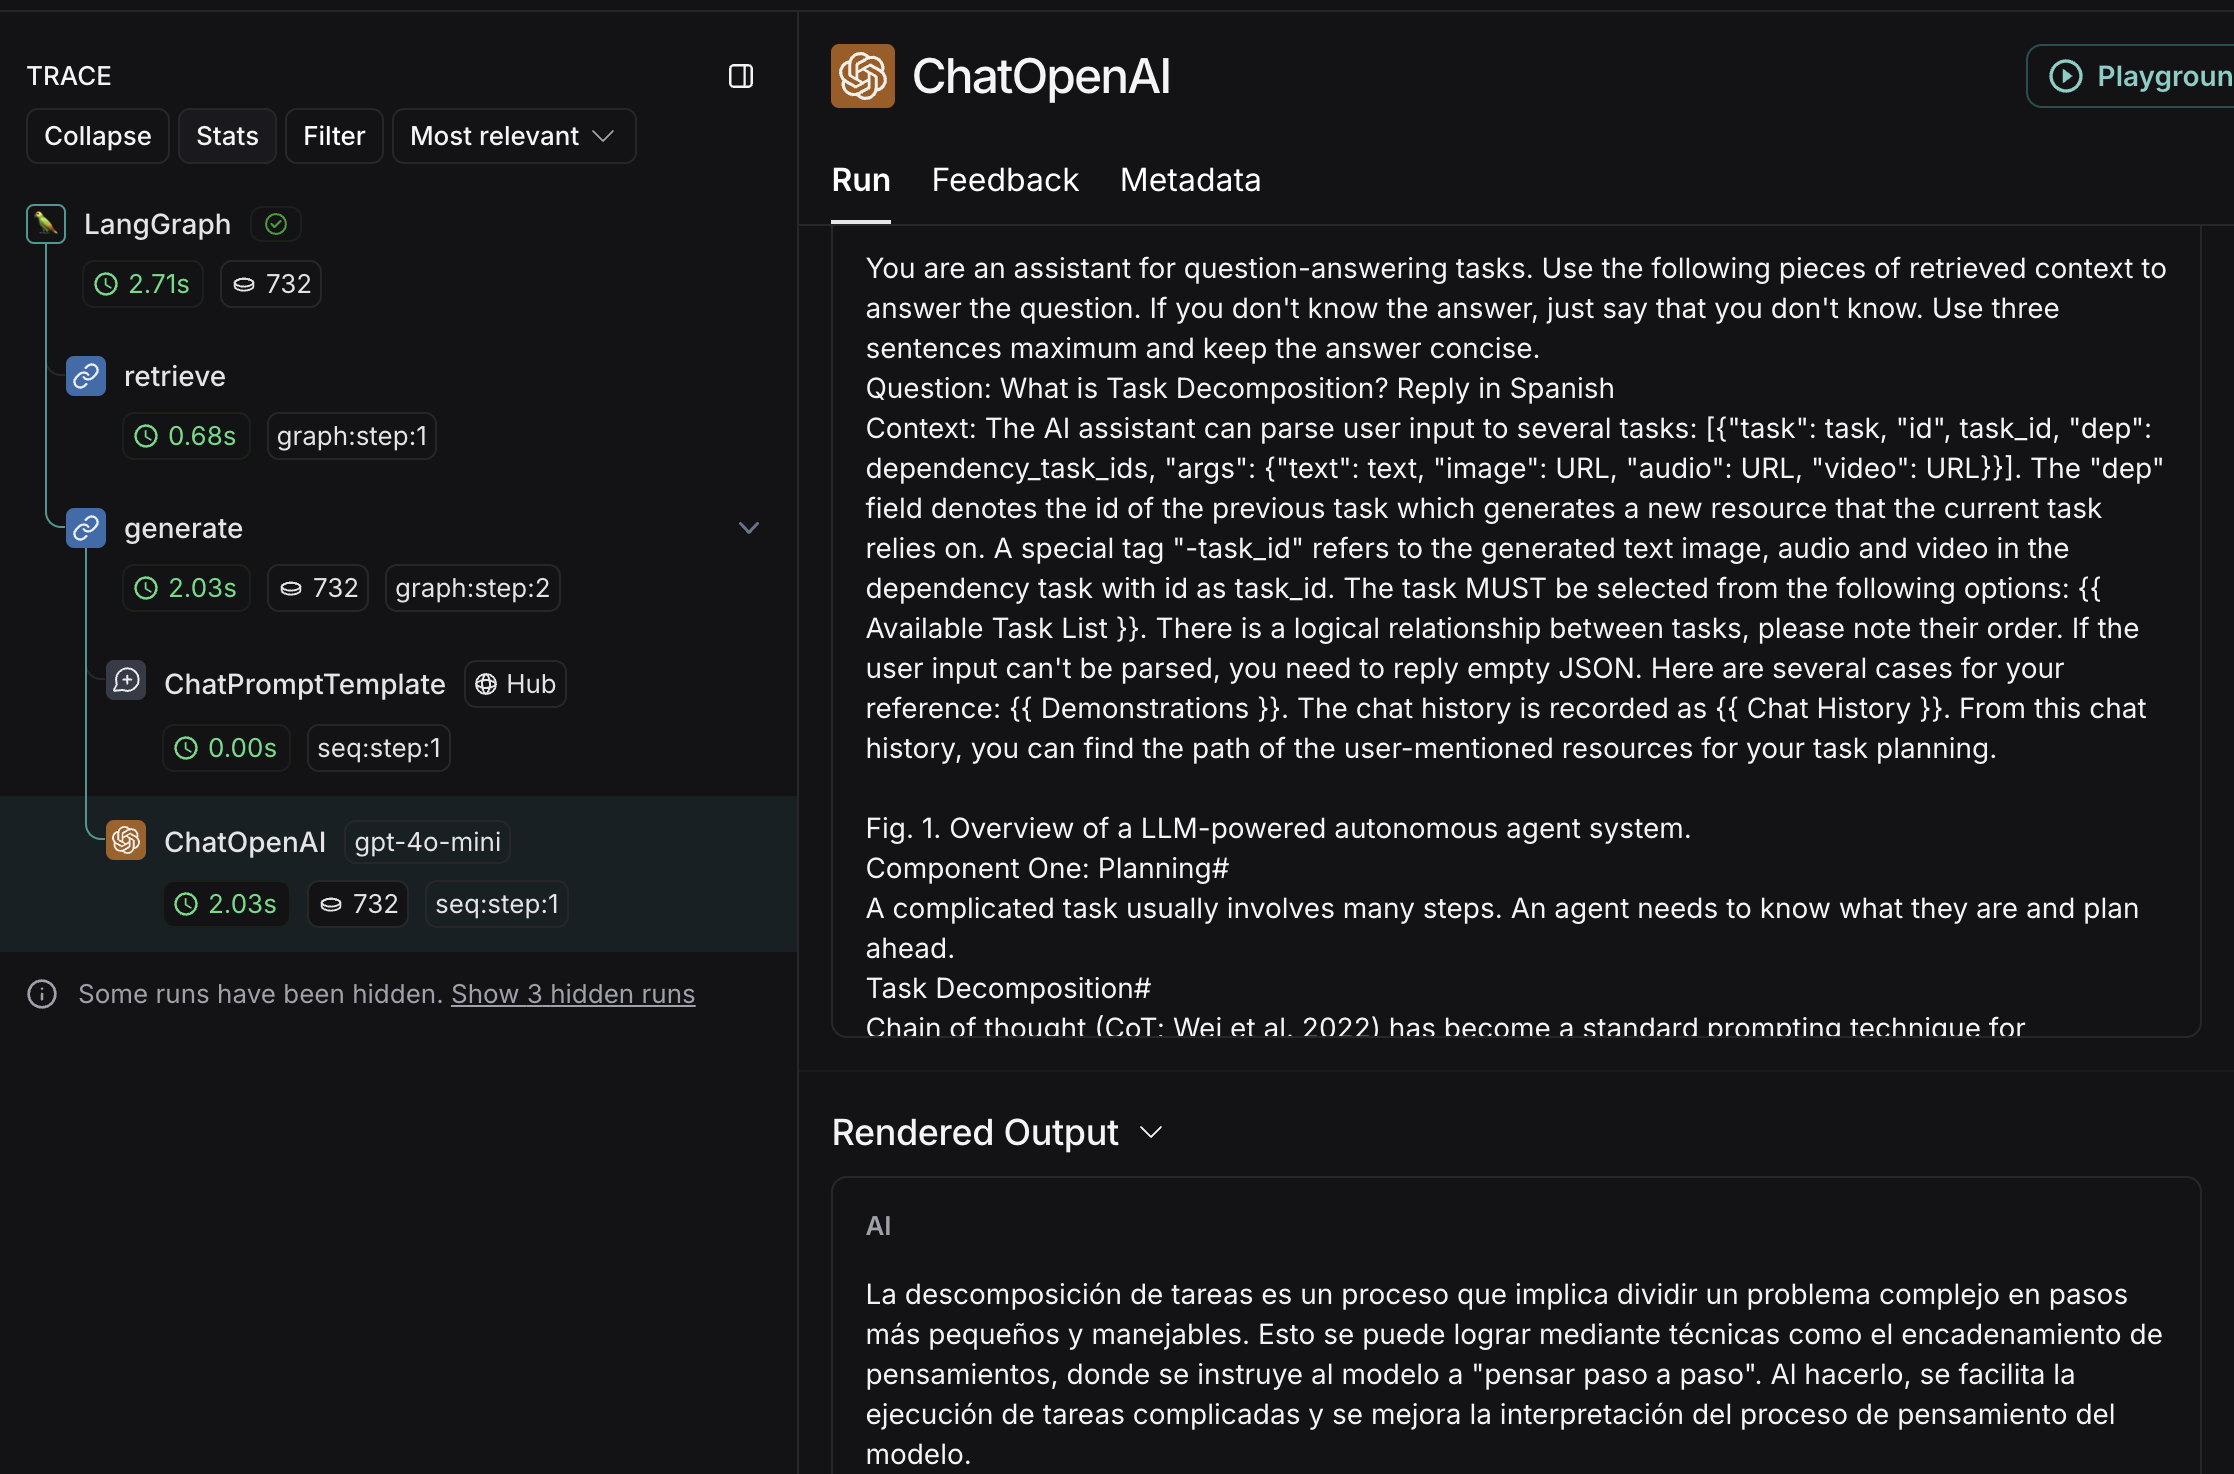 TRACE
Collapse
Stats
Filter
Most relevant
LangGraph
2.71s
732
retrieve
0.68s
graph:step:1
generate
2.03s
732
graph:step:2
ChatPromptTemplate
Hub
0.00s
seq:step:1
ChatOpenAI
gpt-4o-mini
2.03s
732
seq:step:1
Some runs have been hidden. Show 3 hidden runs
ChatOpenAI
Playgroun
Run
Feedback
Metadata
You are an assistant for question-answering tasks. Use the following pieces of retrieved context to
answer the question. If you don't know the answer, just say that you don't know. Use three
sentences maximum and keep the answer concise.
Question: What is Task Decomposition? Reply in Spanish
Context: The AI assistant can parse user input to several tasks: [{"task": task, "id", task_id, "dep":
dependency_task_ids, "args": {"text": text, "image": URL, "audio": URL, "video": URL}}]. The "dep"
field denotes the id of the previous task which generates a new resource that the current task
relies on. A special tag "-task_id" refers to the generated text image, audio and video in the
dependency task with id as task_id. The task MUST be selected from the following options: {{
Available Task List }}. There is a logical relationship between tasks, please note their order. If the
user input can't be parsed, you need to reply empty JSON. Here are several cases for your
reference: {{ Demonstrations }}. The chat history is recorded as {{ Chat History }}. From this chat
history, you can find the path of the user-mentioned resources for your task planning.
Fig. 1. Overview of a LLM-powered autonomous agent system.
Component One: Planning#
A complicated task usually involves many steps. An agent needs to know what they are and plan
ahead.
Task Decomposition#
Chain of thought (CoT; Wei et al. 2022) has become a standard prompting technique for
Rendered Output
AI
La descomposición de tareas es un proceso que implica dividir un problema complejo en pasos
más pequeños y manejables. Esto se puede lograr mediante técnicas como el encadenamiento de
pensamientos, donde se instruye al modelo a "pensar paso a paso". Al hacerlo, se facilita la
ejecución de tareas complicadas y se mejora la interpretación del proceso de pensamiento del
modelo.